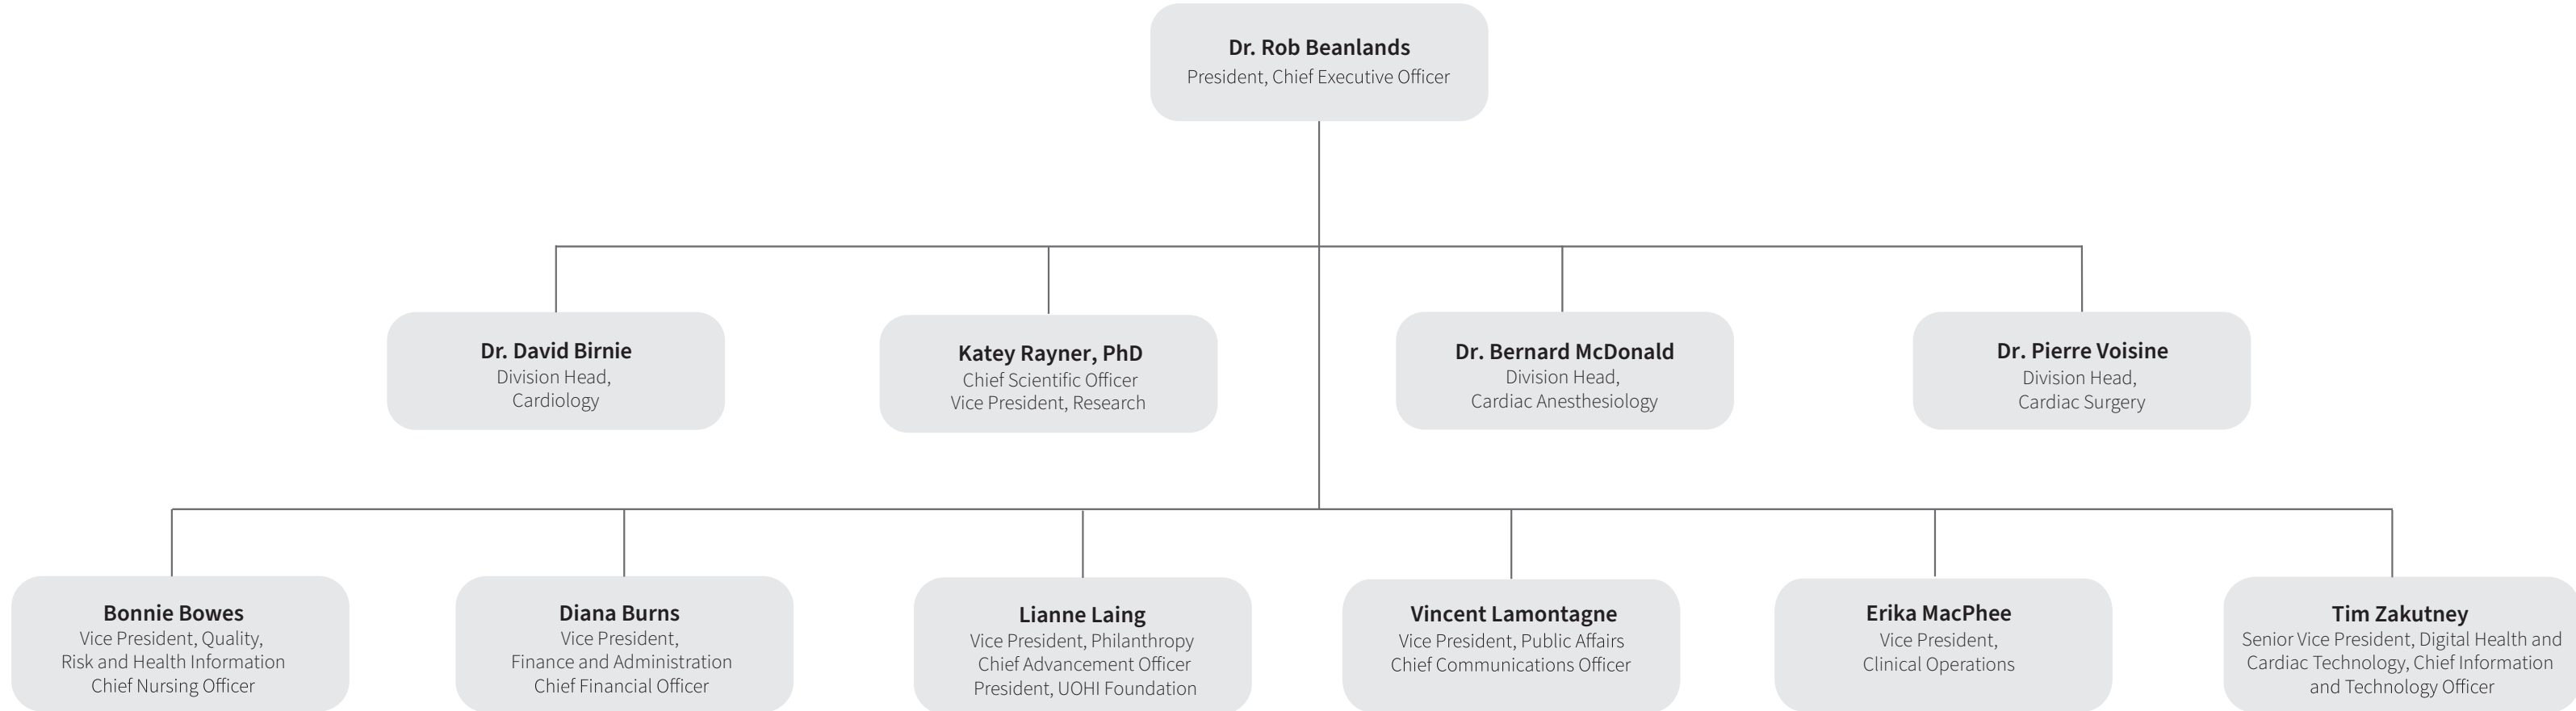 Dr. Rob Beanlands
President, Chief Executive Officer
Dr. David Birnie
Division Head,
Cardiology
Katey Rayner, PhD
Chief Scientific Officer
Vice President, Research
Dr. Bernard McDonald
Division Head,
Cardiac Anesthesiology
Dr. Pierre Voisine
Division Head,
Cardiac Surgery
Bonnie Bowes
Vice President, Quality,
Risk and Health Information
Chief Nursing Officer
Diana Burns
Vice President,
Finance and Administration
Chief Financial Officer
Lianne Laing
Vice President, Philanthropy
Chief Advancement Officer
President, UOHI Foundation
Vincent Lamontagne
Vice President, Public Affairs
Chief Communications Officer
Erika MacPhee
Vice President,
Clinical Operations
Tim Zakutney
Senior Vice President, Digital Health and
Cardiac Technology, Chief Information
and Technology Officer